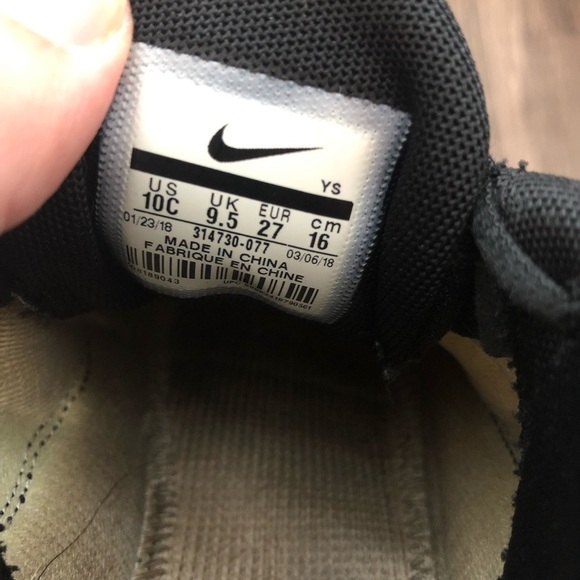 YS
US UK EUR cm
10C 9.5 27 16
01/23/18 314730-077 03/06/18
MADE IN CHINA
FABRIQUE EN CHINE